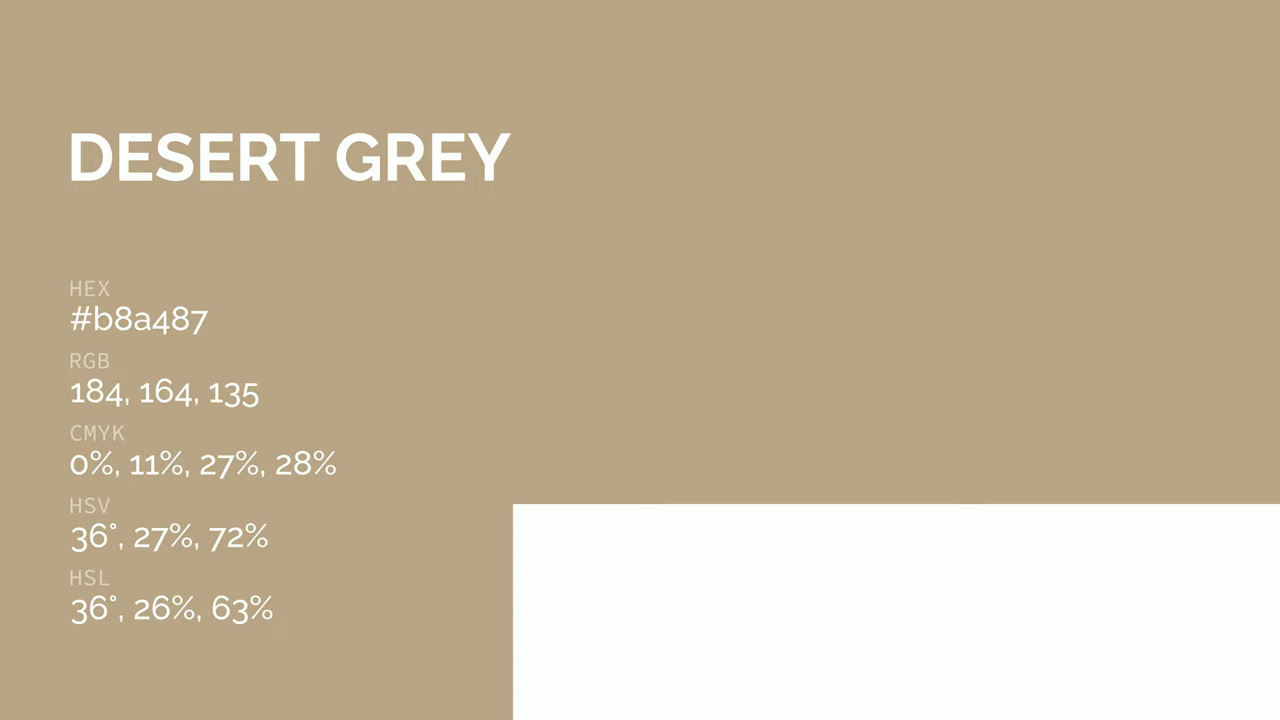 DESERT GREY
HEX
#b8a487
RGB
184, 164, 135
CMYK
0%, 11%, 27%, 28%
HSV
36°, 27%, 72%
HSL
36°, 26%, 63%